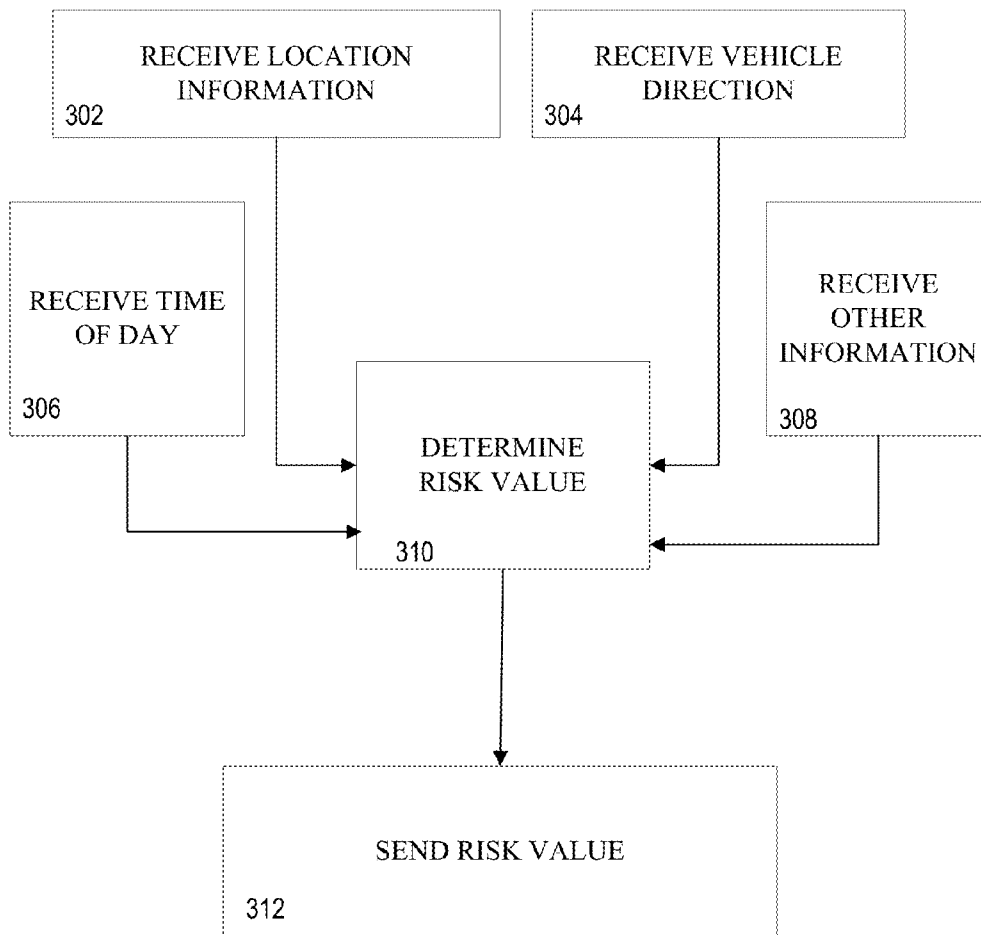 RECEIVE LOCATION
INFORMATION
302
RECEIVE VEHICLE
DIRECTION
304
RECEIVE TIME
OF DAY
306
RECEIVE
OTHER
INFORMATION
308
DETERMINE
RISK VALUE
310
SEND RISK VALUE
312